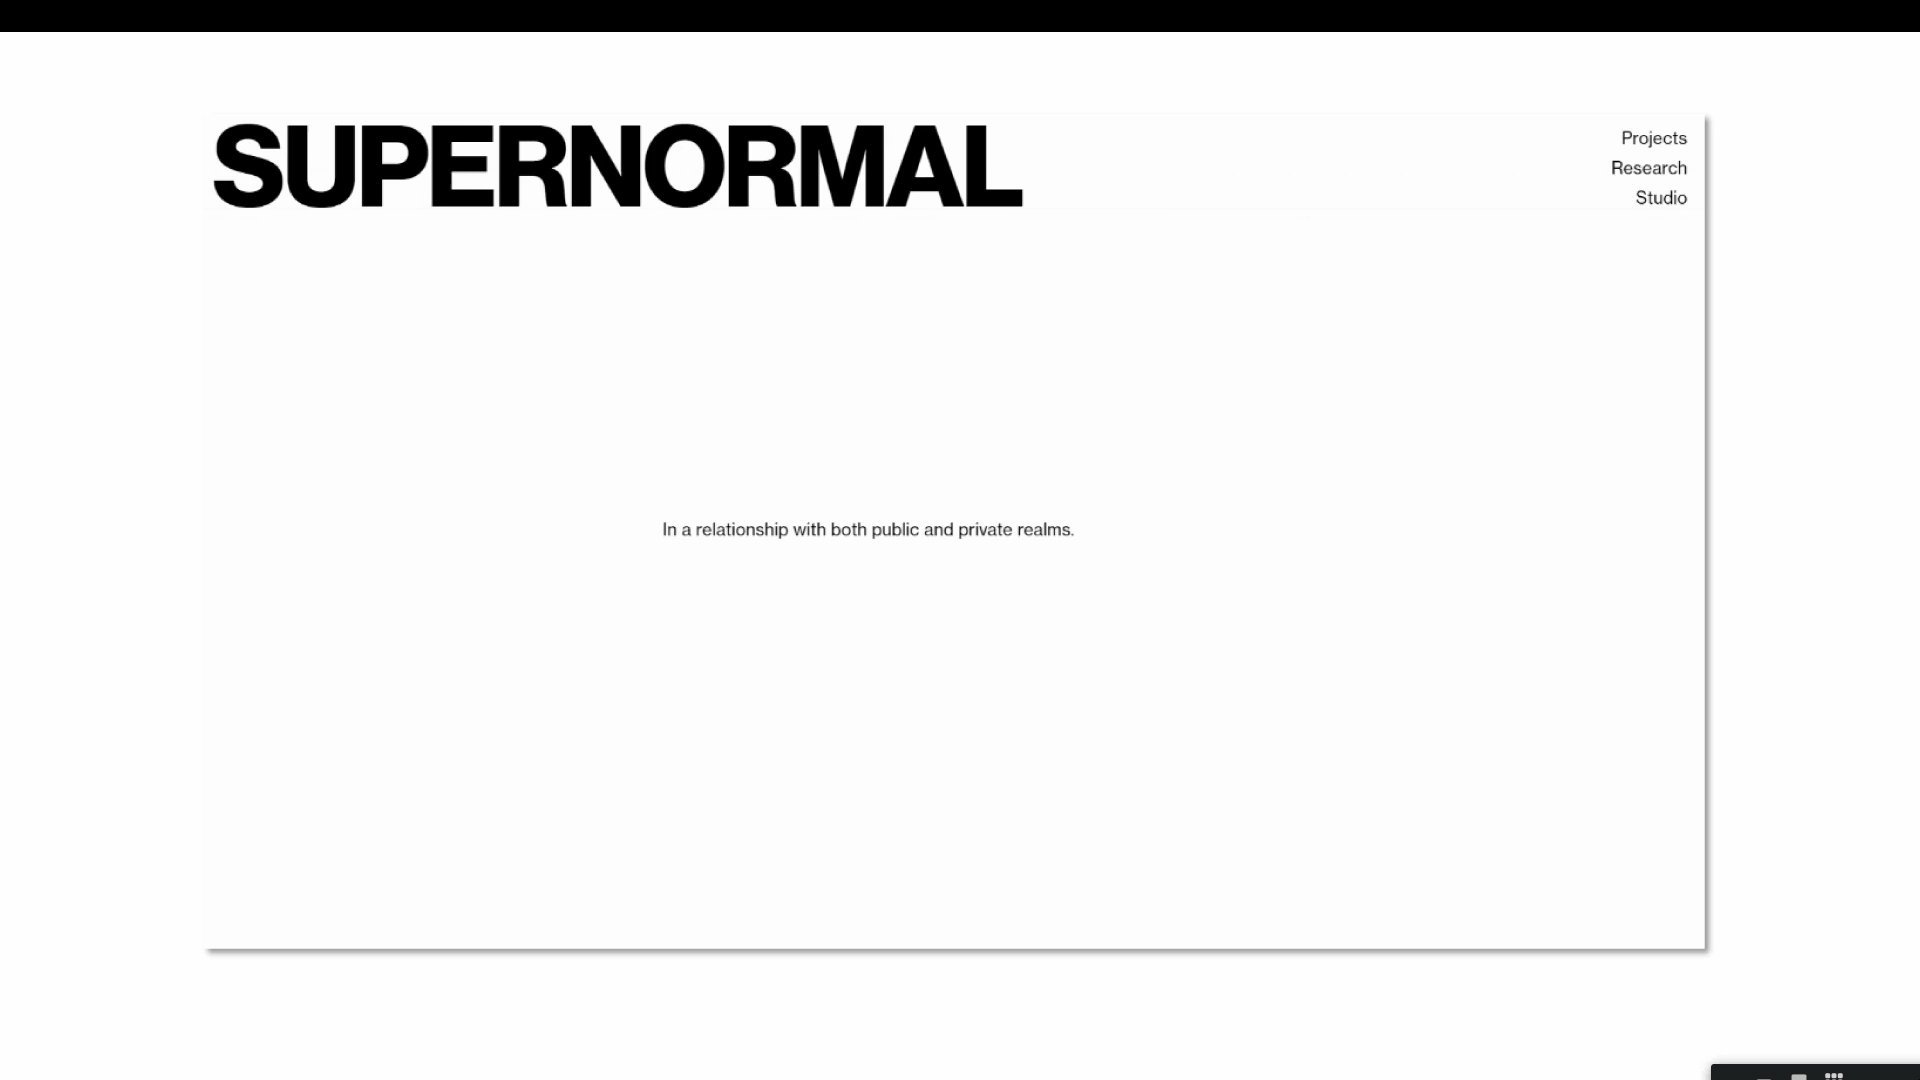 SUPERNORMAL
Projects
Research
Studio
In a relationship with both public and private realms.